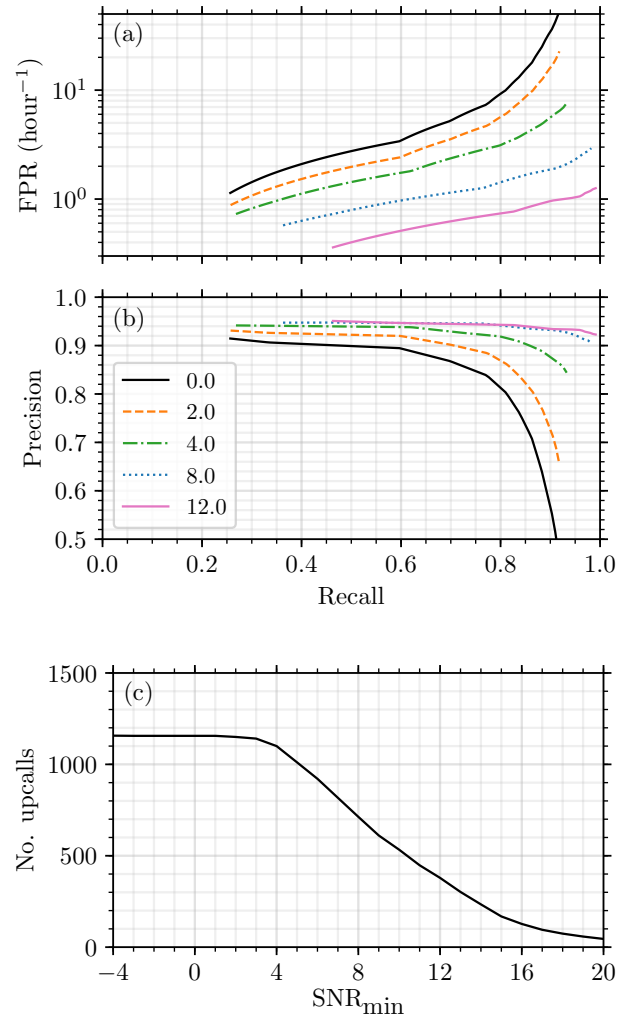 (a)
FPR (hour⁻¹)
10¹
10⁰
(b)
Precision
1.0
0.9
0.8
0.7
0.6
0.5
0.0
2.0
4.0
8.0
12.0
0.0 0.2 0.4 0.6 0.8 1.0
Recall
(c)
No. upcalls
1500
1000
500
0
−4 0 4 8 12 16 20
SNR_min